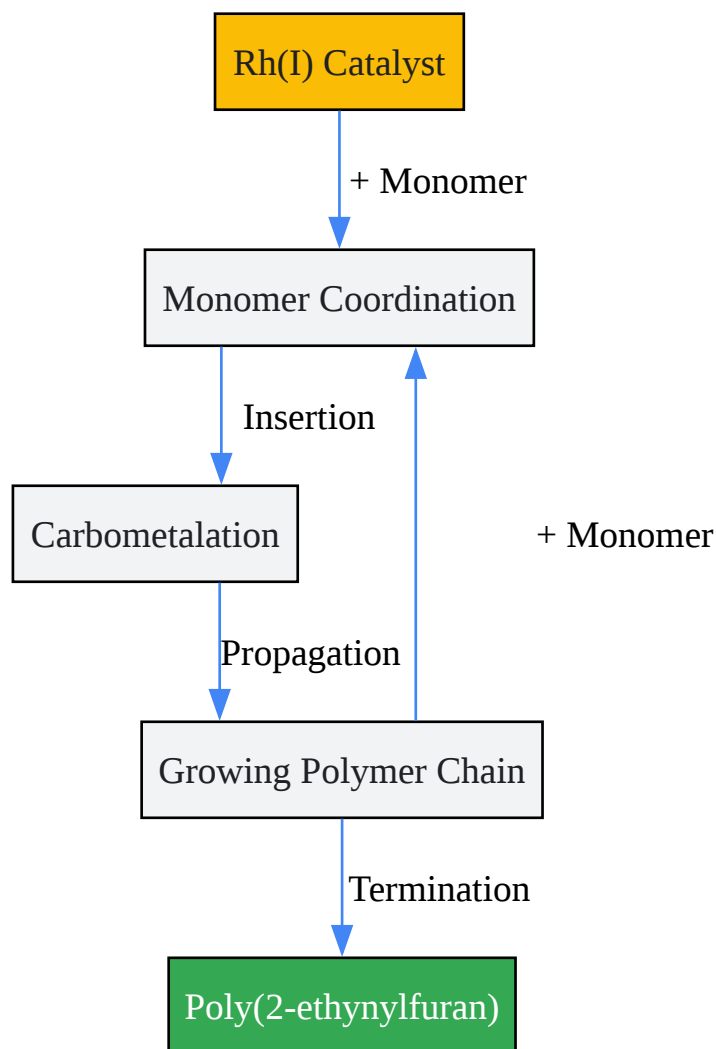 Rh(I) Catalyst
+ Monomer
Monomer Coordination
Insertion
Carbometalation
+ Monomer
Propagation
Growing Polymer Chain
Termination
Poly(2-ethynylfuran)